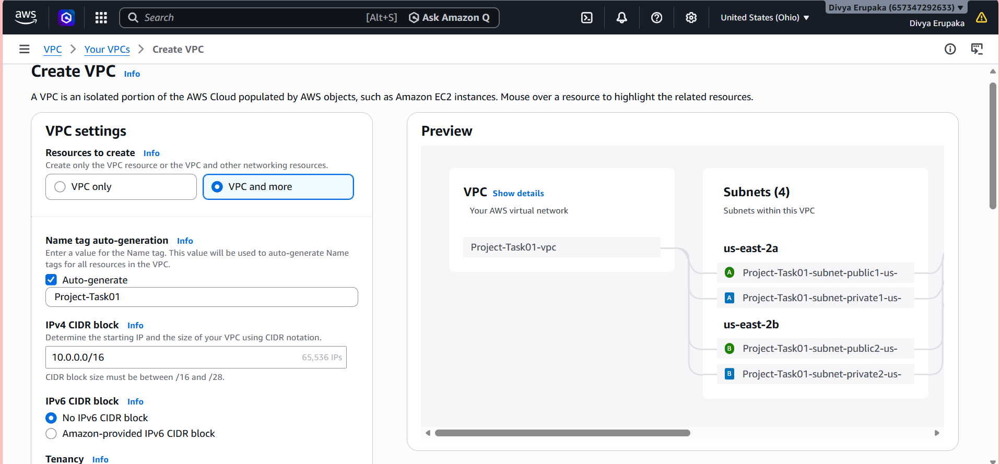 aws
Search
[Alt+S]
Ask Amazon Q
United States (Ohio) ▼
Divya Erupaka (657347292633) ▼
Divya Erupaka
VPC > Your VPCs > Create VPC
Create VPC Info
A VPC is an isolated portion of the AWS Cloud populated by AWS objects, such as Amazon EC2 instances. Mouse over a resource to highlight the related resources.
VPC settings
Resources to create Info
Create only the VPC resource or the VPC and other networking resources.
VPC only
VPC and more
Name tag auto-generation Info
Enter a value for the Name tag. This value will be used to auto-generate Name
tags for all resources in the VPC.
Auto-generate
Project-Task01
IPv4 CIDR block Info
Determine the starting IP and the size of your VPC using CIDR notation.
10.0.0.0/16 65,536 IPs
CIDR block size must be between /16 and /28.
IPv6 CIDR block Info
No IPv6 CIDR block
Amazon-provided IPv6 CIDR block
Tenancy Info
Preview
VPC Show details
Your AWS virtual network
Project-Task01-vpc
Subnets (4)
Subnets within this VPC
us-east-2a
A Project-Task01-subnet-public1-us-
A Project-Task01-subnet-private1-us-
us-east-2b
B Project-Task01-subnet-public2-us-
B Project-Task01-subnet-private2-us-